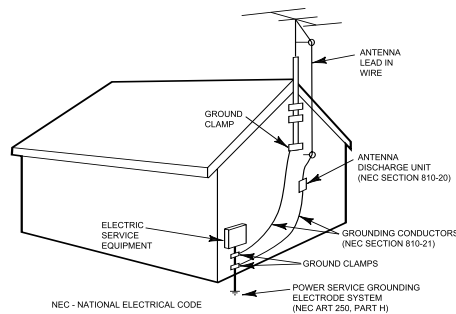 ANTENNA
LEAD IN
WIRE
GROUND
CLAMP
ANTENNA
DISCHARGE UNIT
(NEC SECTION 810-20)
ELECTRIC
SERVICE
EQUIPMENT
GROUNDING CONDUCTORS
(NEC SECTION 810-21)
GROUND CLAMPS
POWER SERVICE GROUNDING
ELECTRODE SYSTEM
(NEC ART 250, PART H)
NEC - NATIONAL ELECTRICAL CODE